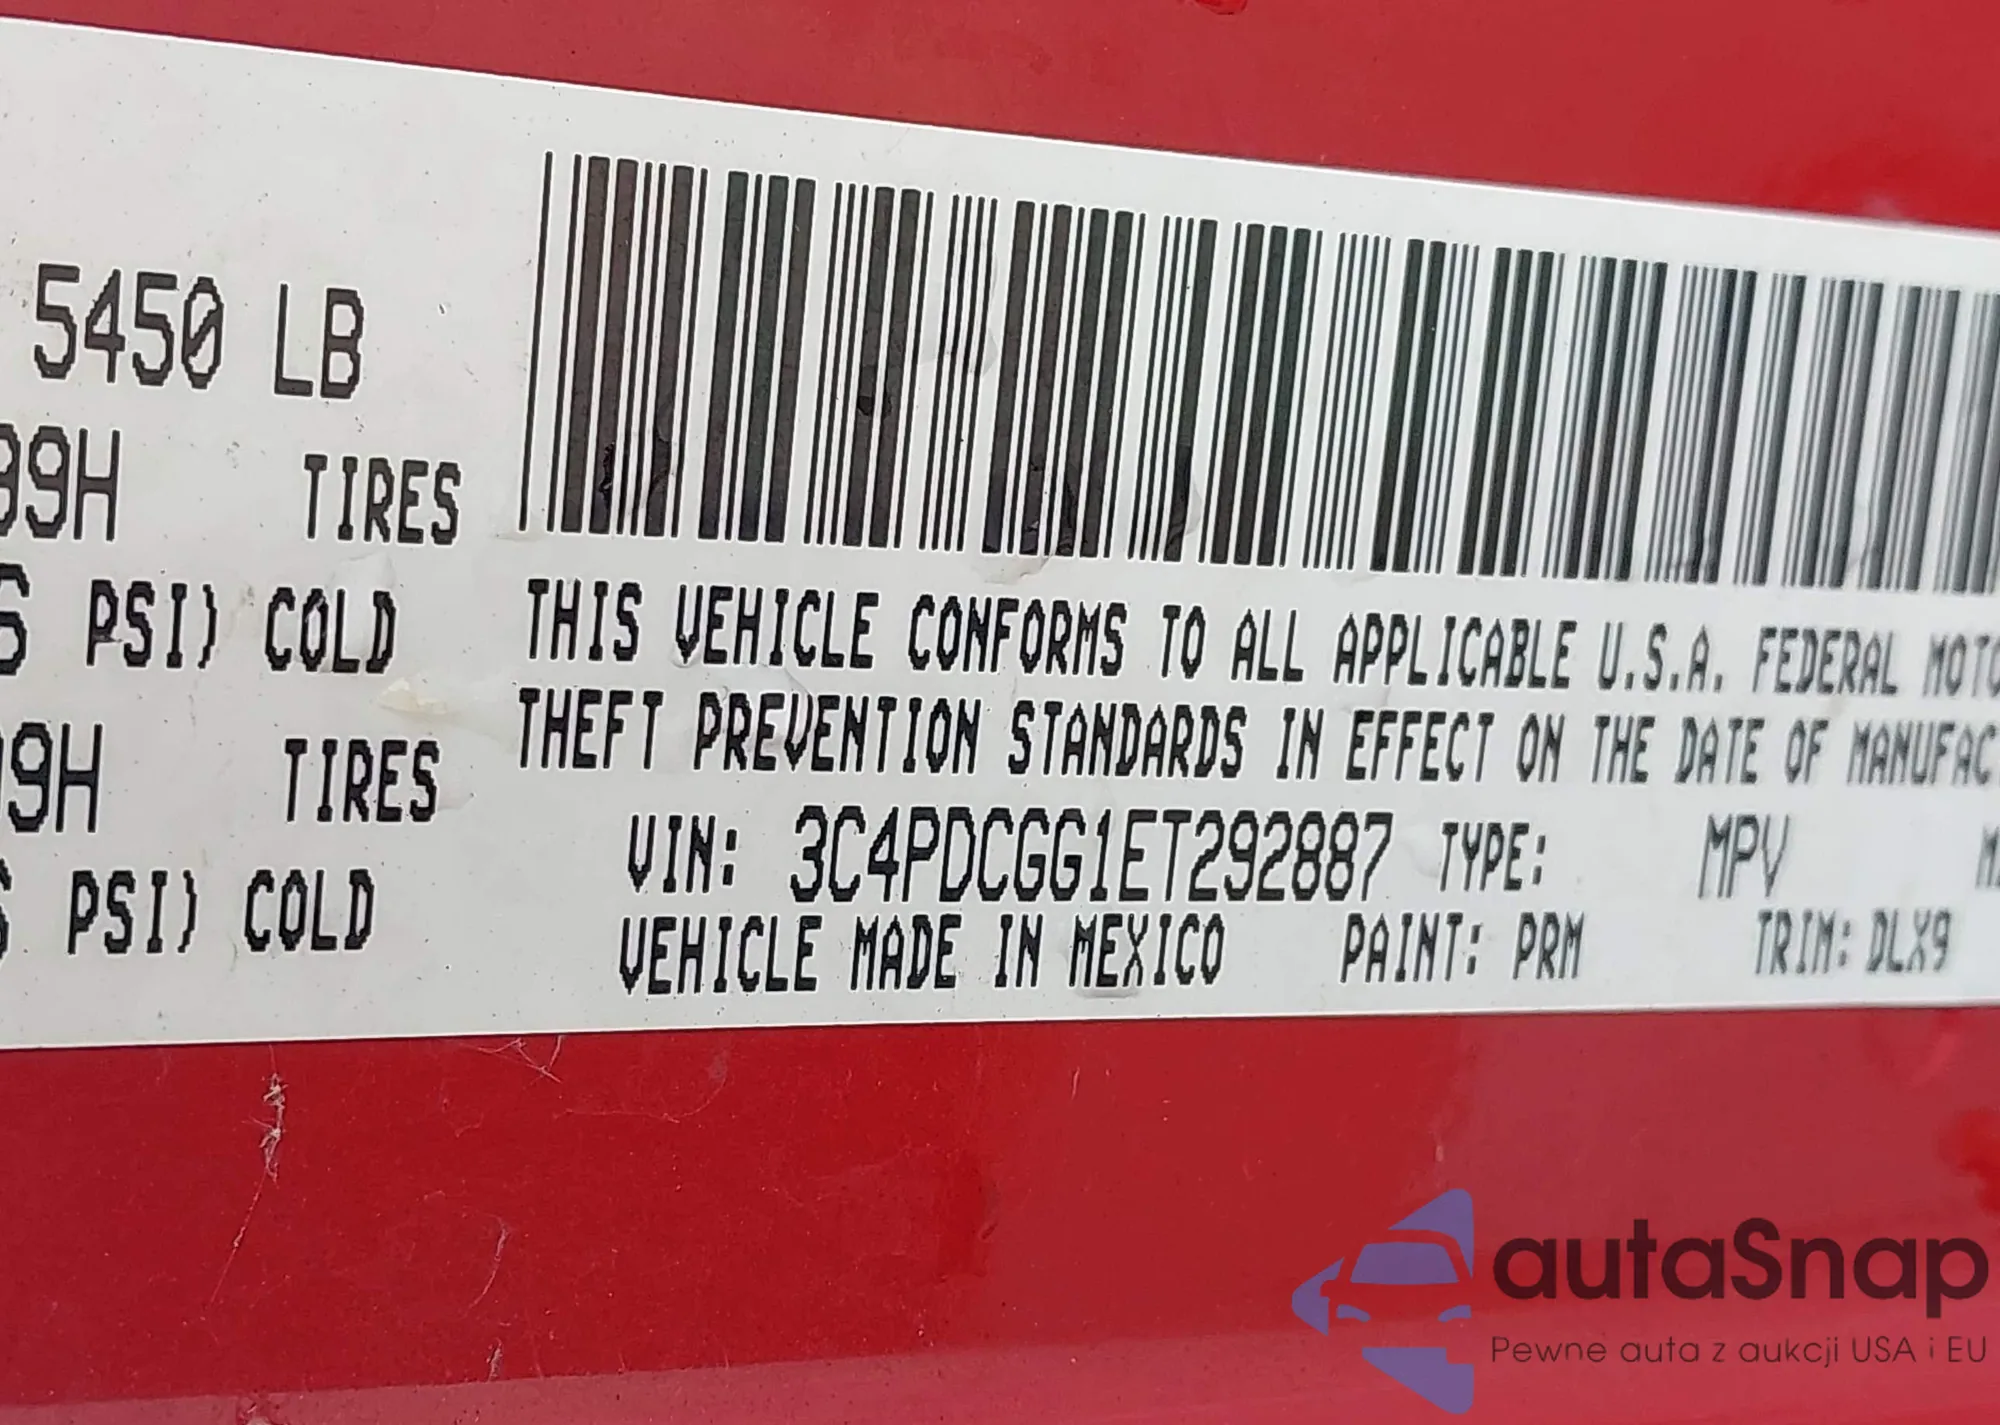 5450 LB
99H TIRES
PSI) COLD
THIS VEHICLE CONFORMS TO ALL APPLICABLE U.S.A. FEDERAL MOTO
THEFT PREVENTION STANDARDS IN EFFECT ON THE DATE OF MANUFAC
99H TIRES
VIN: 3C4PDCGG1ET292887 TYPE: MPV
PSI) COLD
VEHICLE MADE IN MEXICO PAINT: PRM TRIM: DLX9
autaSnap
Pewne auta z aukcji USA i EU